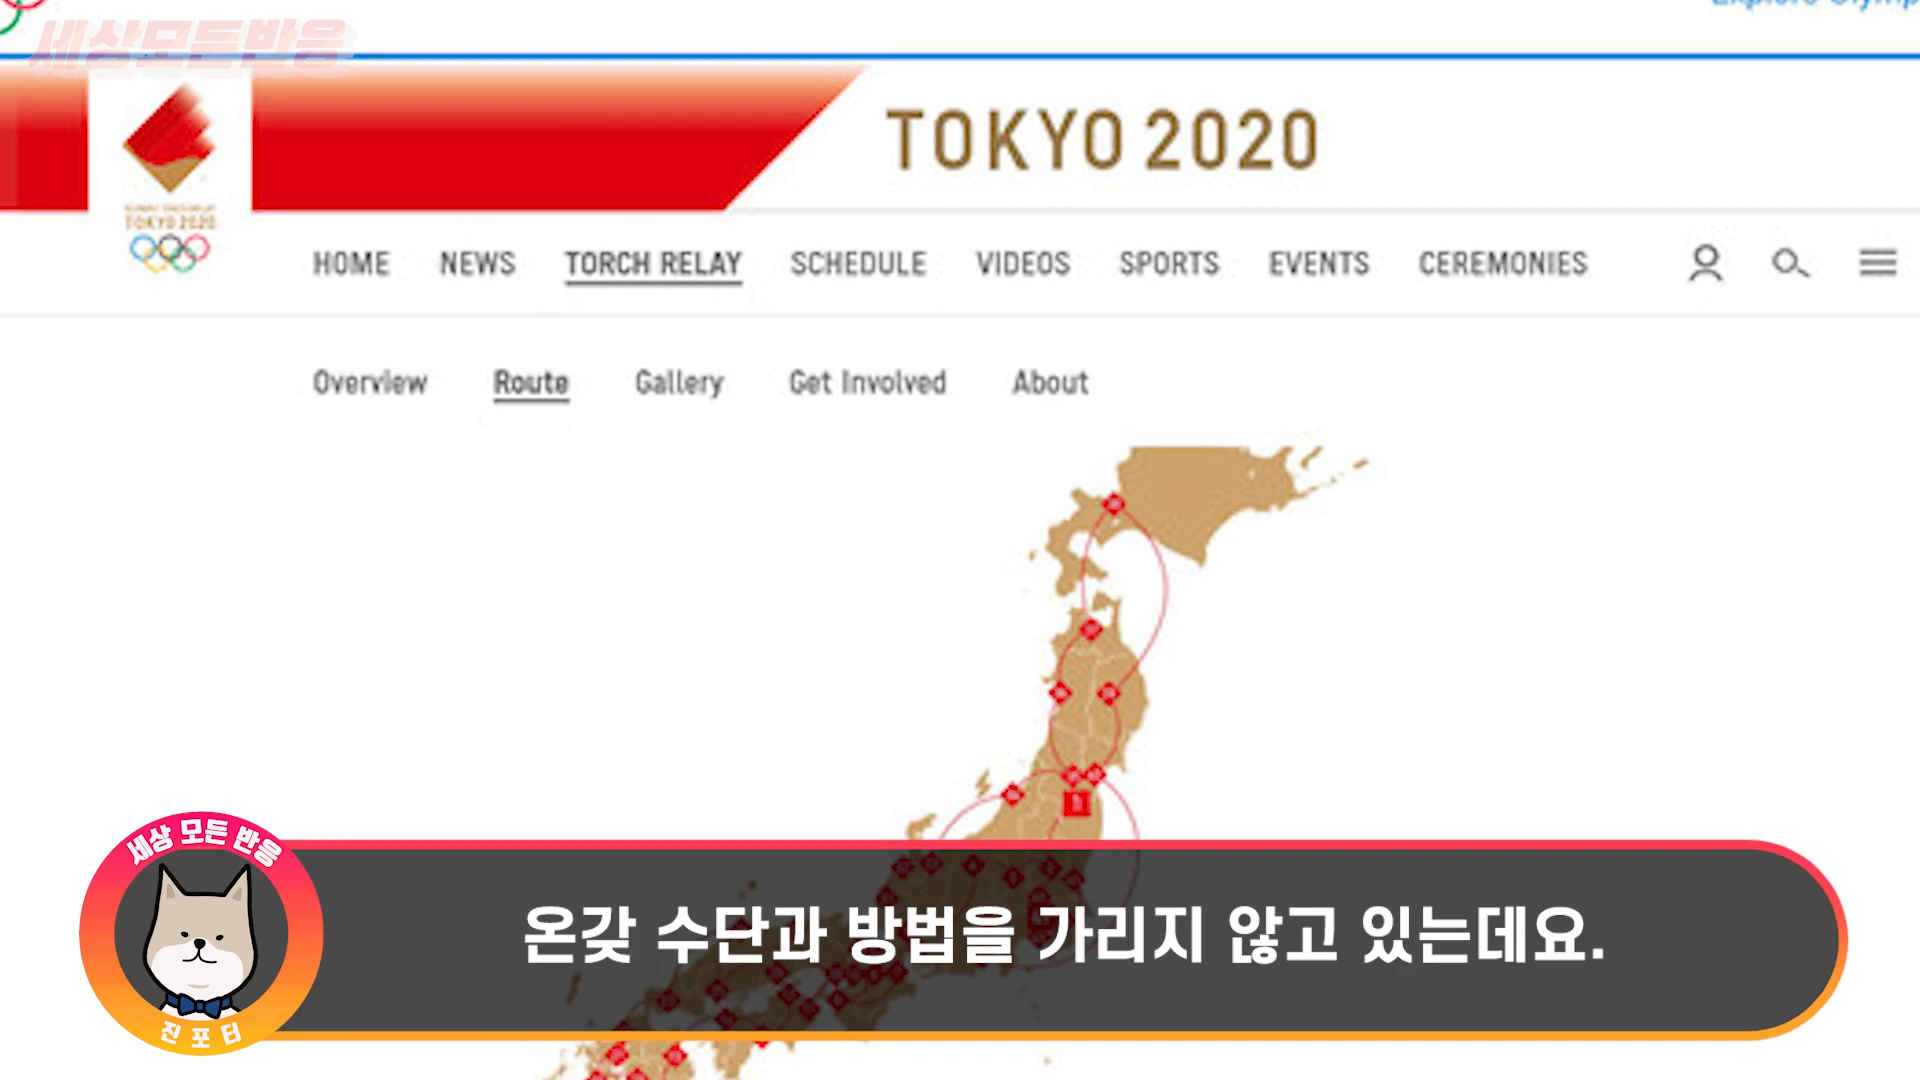 세상모든반응
TOKYO 2020
TOKYO 2020
HOME NEWS TORCH RELAY SCHEDULE VIDEOS SPORTS EVENTS CEREMONIES
Overview Route Gallery Get Involved About
세상 모든 반응
온갖 수단과 방법을 가리지 않고 있는데요.
진포터